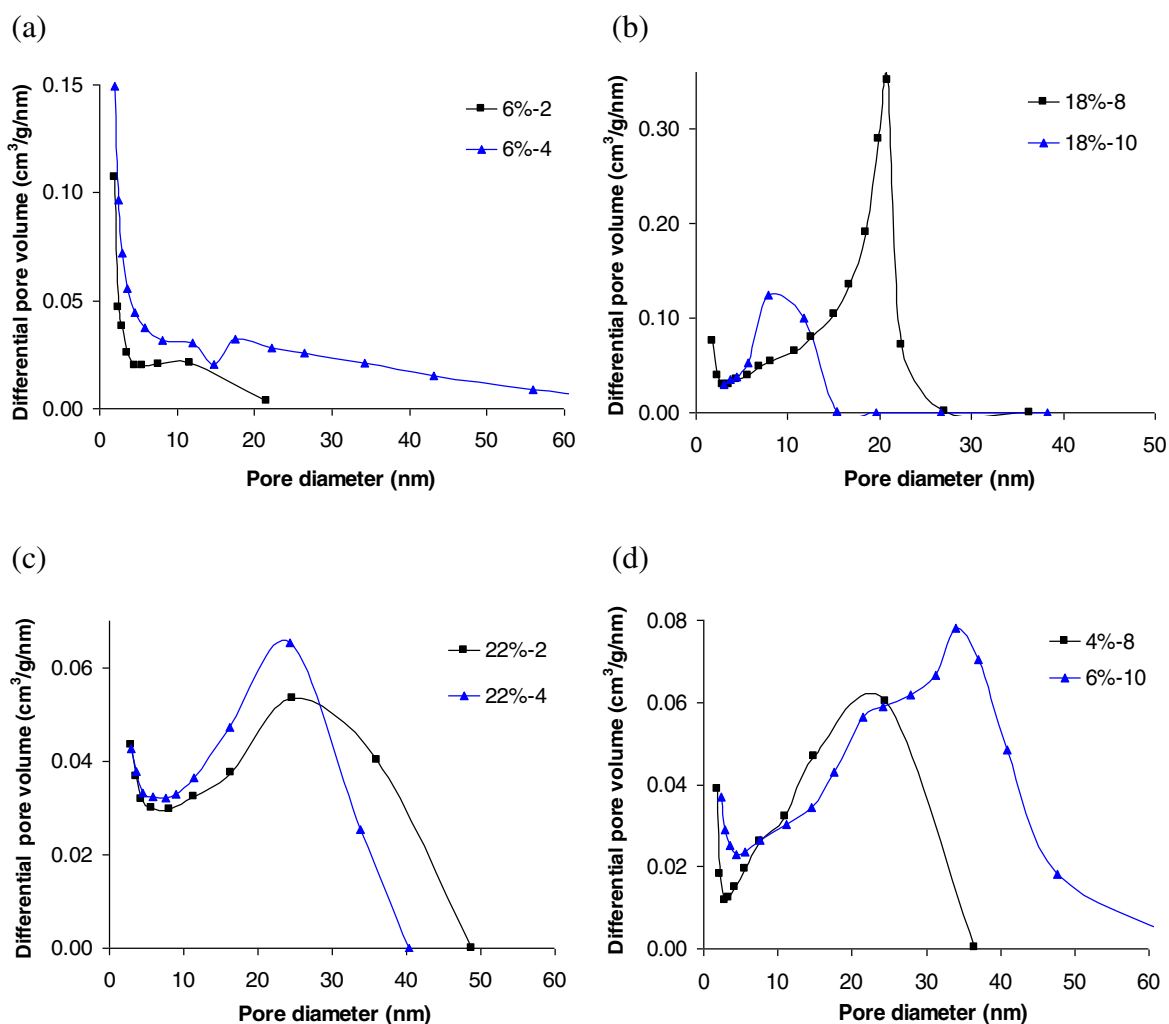 (a)
Differential pore volume (cm³/g/nm)
0.15
0.10
0.05
0.00
0 10 20 30 40 50 60
Pore diameter (nm)
6%-2
6%-4
(b)
Differential pore volume (cm³/g/nm)
0.30
0.20
0.10
0.00
0 10 20 30 40 50
Pore diameter (nm)
18%-8
18%-10
(c)
Differential pore volume (cm³/g/nm)
0.06
0.04
0.02
0.00
0 10 20 30 40 50 60
Pore diameter (nm)
22%-2
22%-4
(d)
Differential pore volume (cm³/g/nm)
0.08
0.06
0.04
0.02
0.00
0 10 20 30 40 50 60
Pore diameter (nm)
4%-8
6%-10